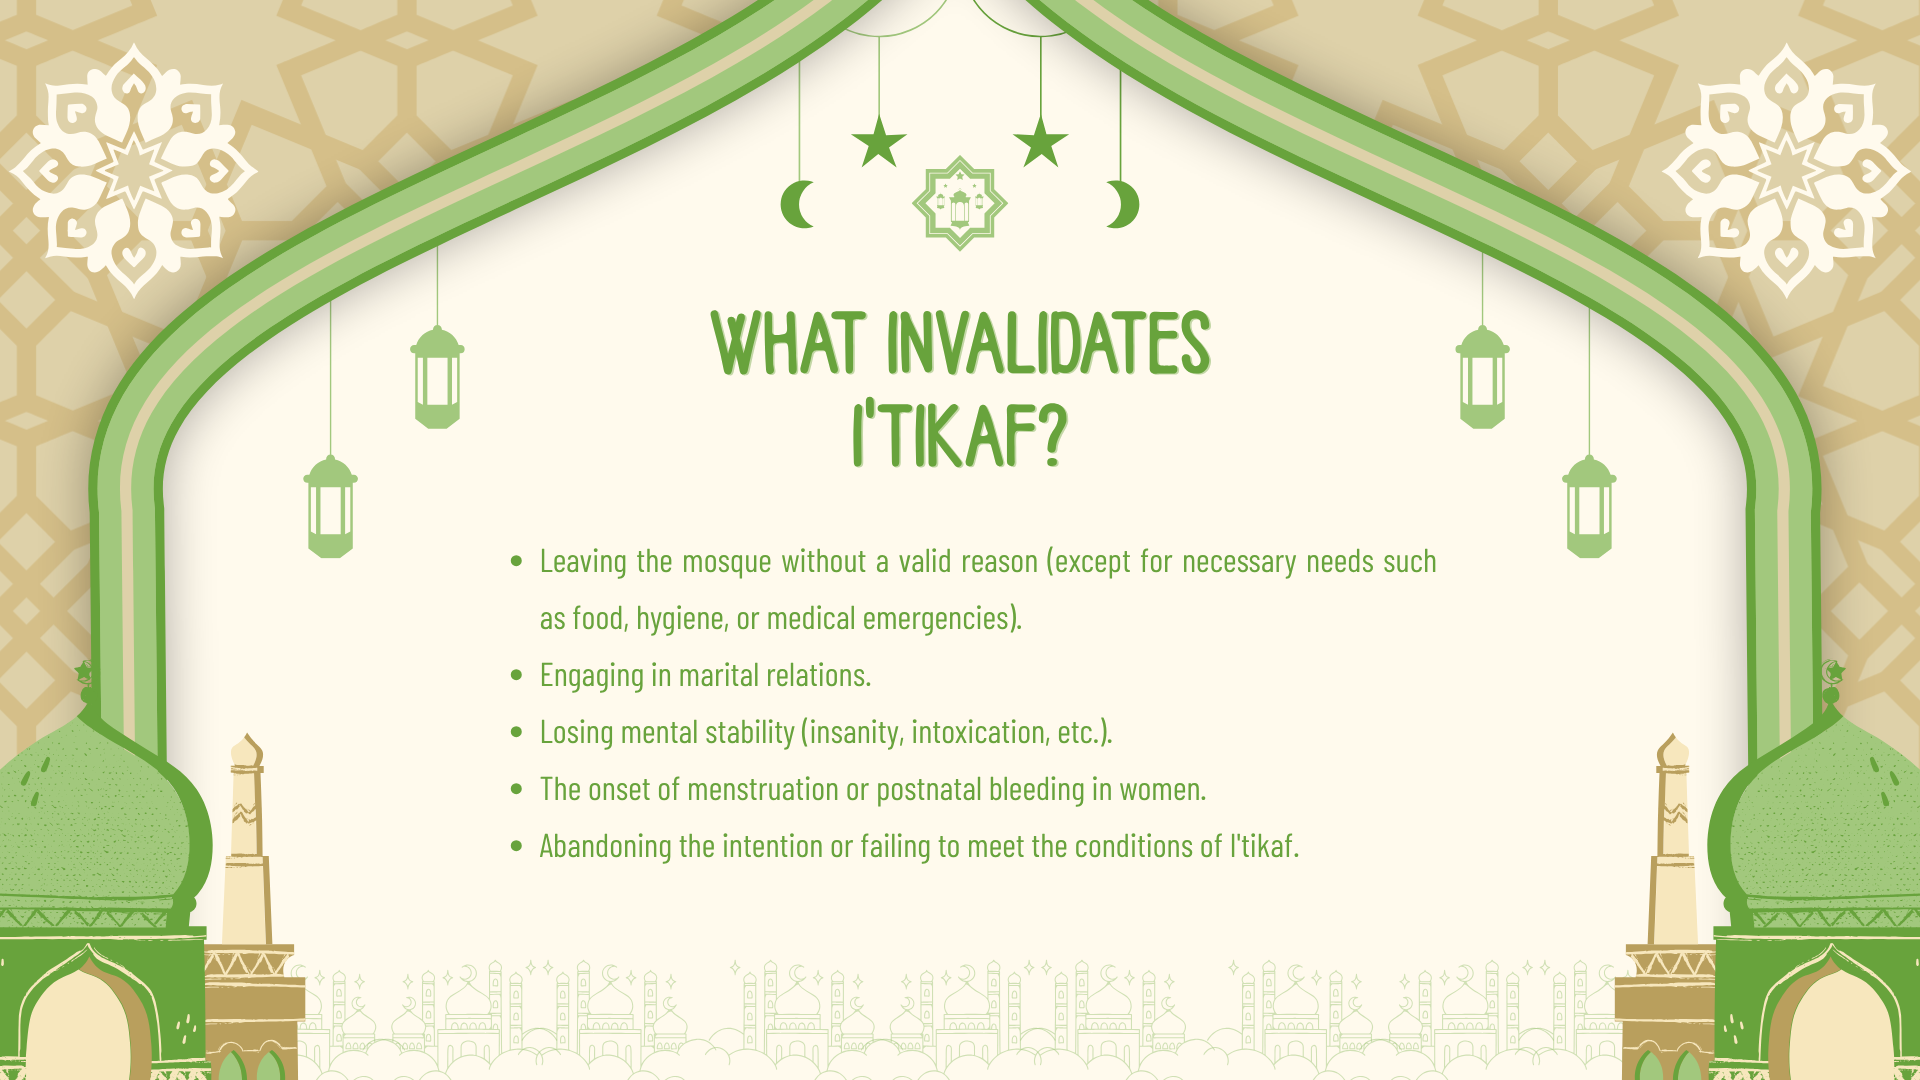 WHAT INVALIDATES
I'TIKAF?
• Leaving the mosque without a valid reason (except for necessary needs such
as food, hygiene, or medical emergencies).
• Engaging in marital relations.
• Losing mental stability (insanity, intoxication, etc.).
• The onset of menstruation or postnatal bleeding in women.
• Abandoning the intention or failing to meet the conditions of I'tikaf.